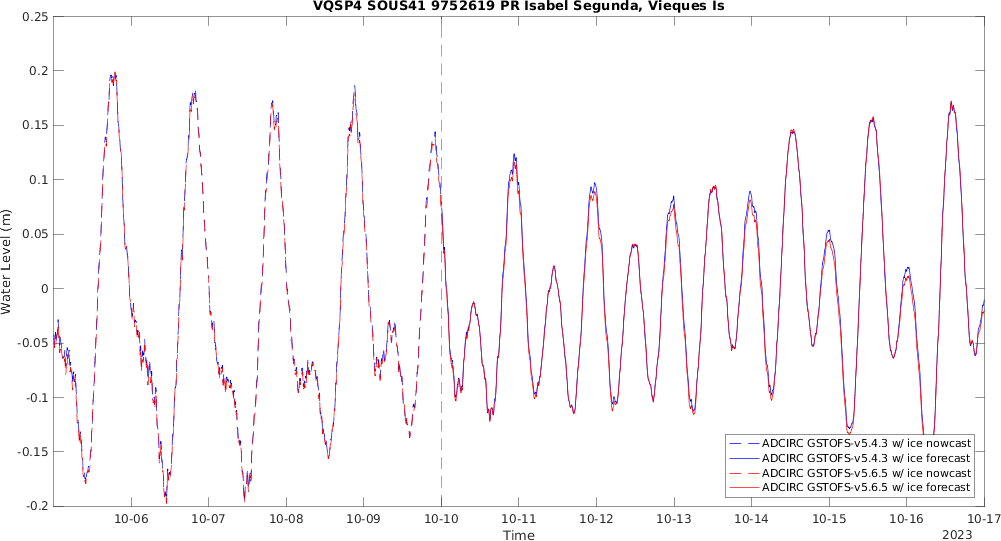 VQSP4 SOUS41 9752619 PR Isabel Segunda, Vieques Is
0.25
0.2
0.15
0.1
0.05
0
-0.05
-0.1
-0.15
-0.2
Water Level (m)
ADCIRC GSTOFS-v5.4.3 w/ ice nowcast
ADCIRC GSTOFS-v5.4.3 w/ ice forecast
ADCIRC GSTOFS-v5.6.5 w/ ice nowcast
ADCIRC GSTOFS-v5.6.5 w/ ice forecast
10-06 10-07 10-08 10-09 10-10 10-11 10-12 10-13 10-14 10-15 10-16 10-17
Time
2023